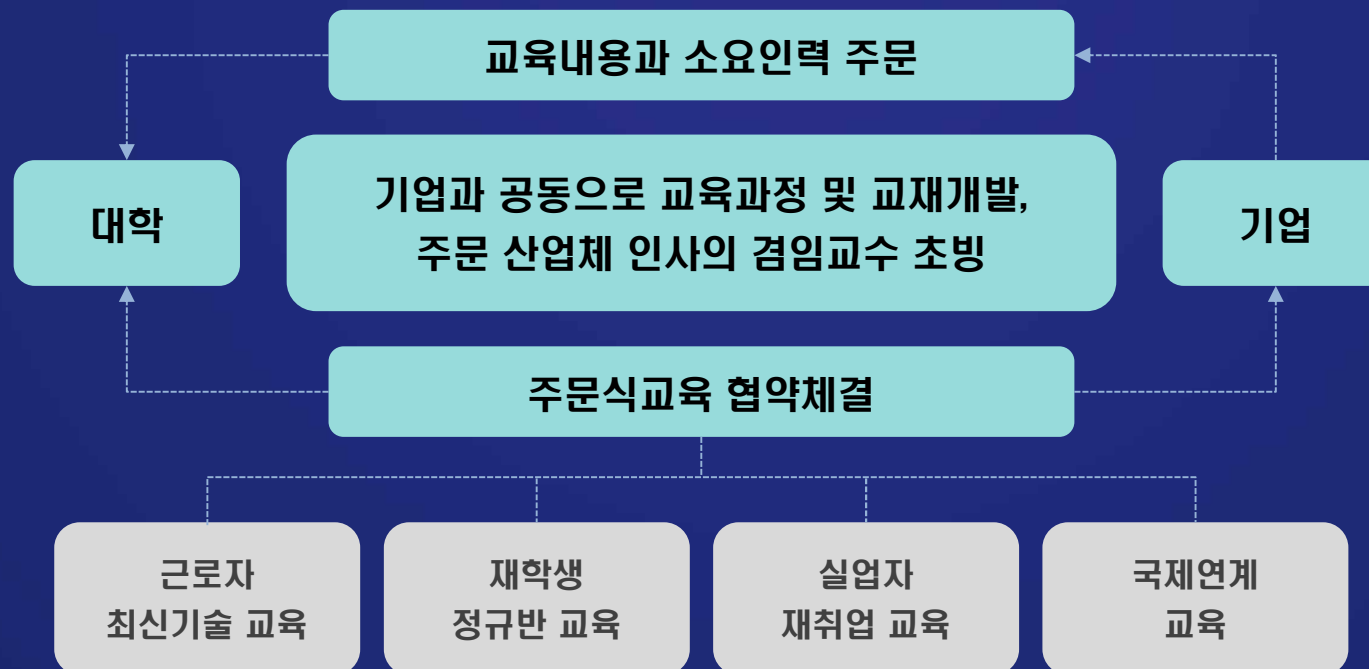 교육내용과 소요인력 주문
대학
기업과 공동으로 교육과정 및 교재개발,
주문 산업체 인사의 겸임교수 초빙
기업
주문식교육 협약체결
근로자
최신기술 교육
재학생
정규반 교육
실업자
재취업 교육
국제연계
교육